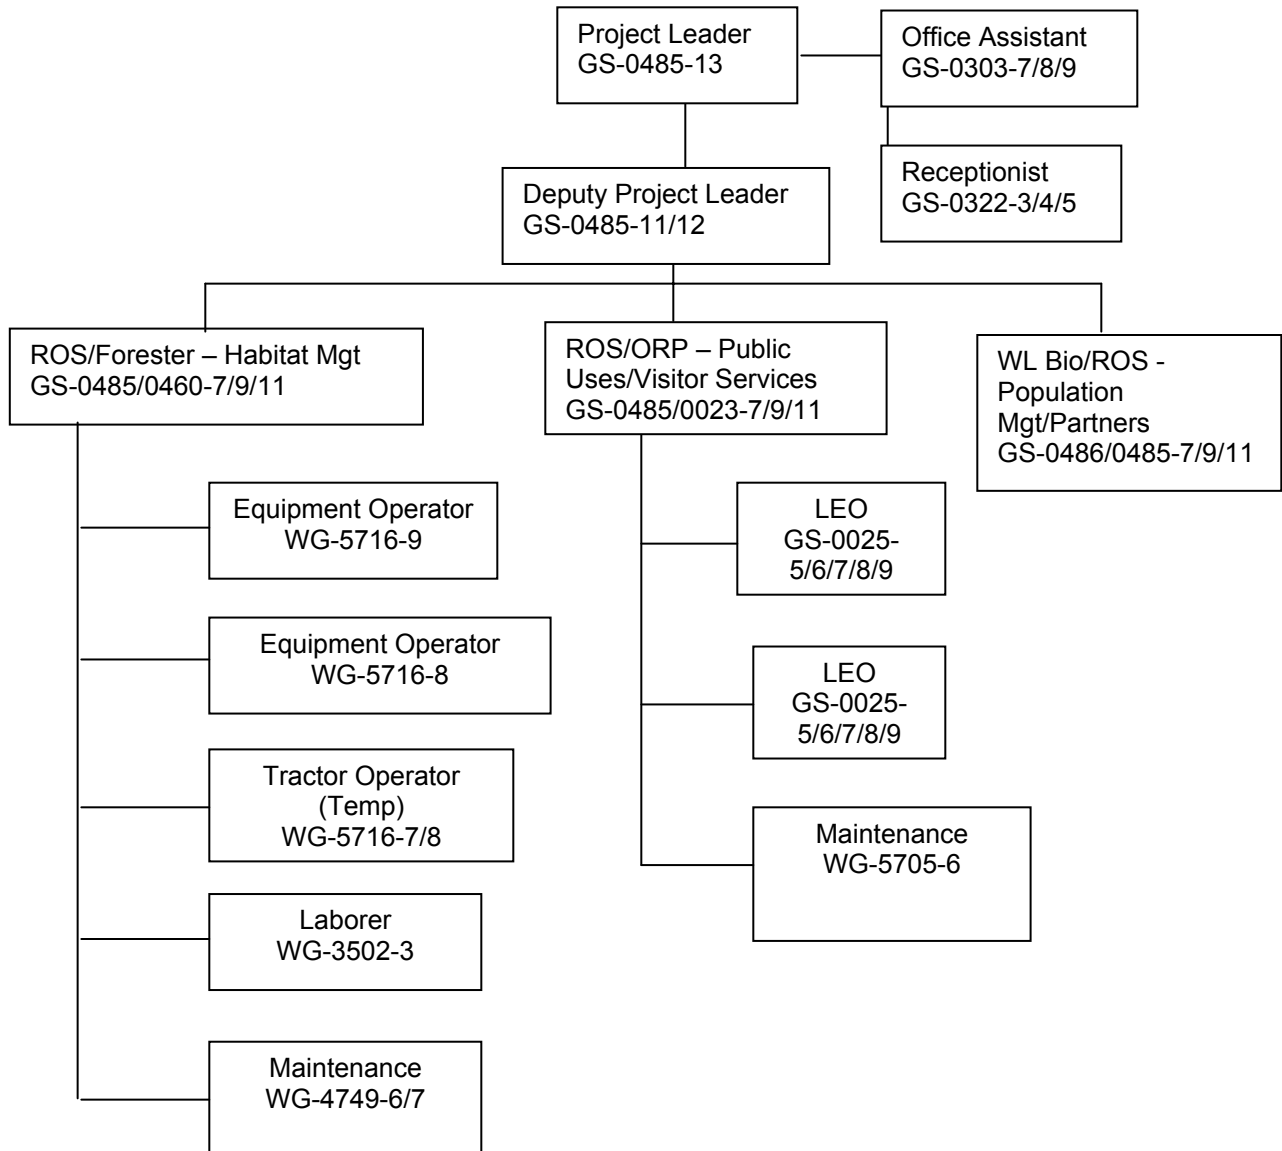 Project Leader
GS-0485-13
Office Assistant
GS-0303-7/8/9
Receptionist
GS-0322-3/4/5
Deputy Project Leader
GS-0485-11/12
ROS/Forester – Habitat Mgt
GS-0485/0460-7/9/11
ROS/ORP – Public
Uses/Visitor Services
GS-0485/0023-7/9/11
WL Bio/ROS -
Population
Mgt/Partners
GS-0486/0485-7/9/11
Equipment Operator
WG-5716-9
Equipment Operator
WG-5716-8
Tractor Operator
(Temp)
WG-5716-7/8
Laborer
WG-3502-3
Maintenance
WG-4749-6/7
LEO
GS-0025-
5/6/7/8/9
LEO
GS-0025-
5/6/7/8/9
Maintenance
WG-5705-6